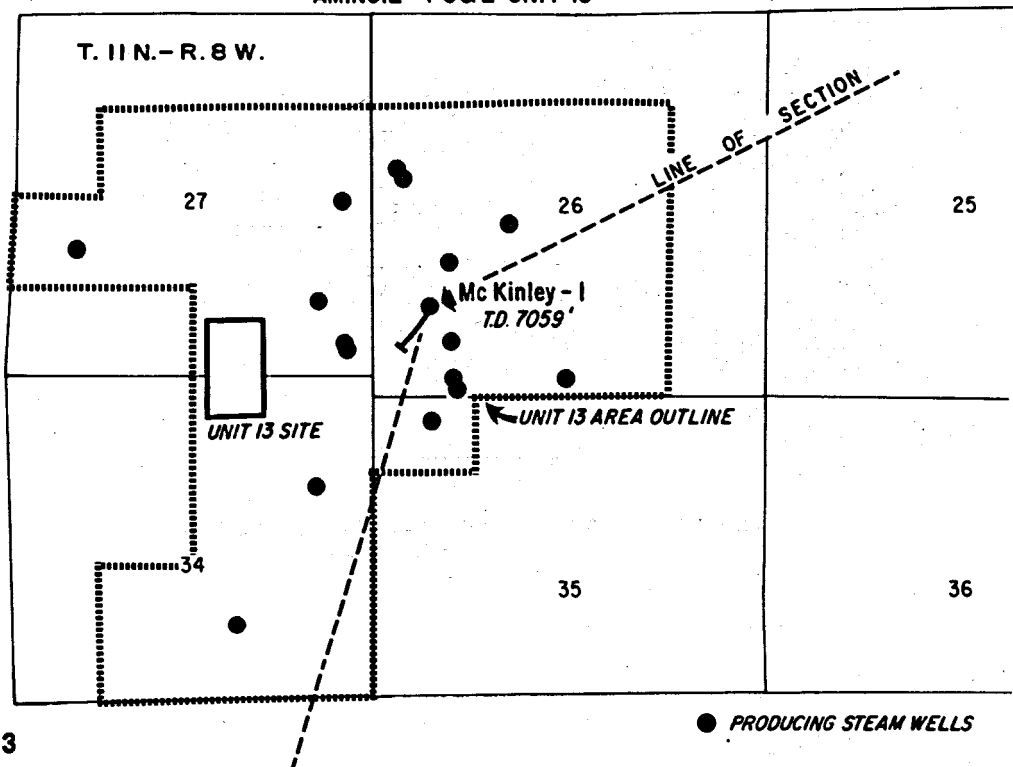 T. 11 N. – R. 8 W.
LINE OF SECTION
27
26
25
Mc Kinley – 1
T.D. 7059'
UNIT 13 SITE
UNIT 13 AREA OUTLINE
34
35
36
PRODUCING STEAM WELLS
3